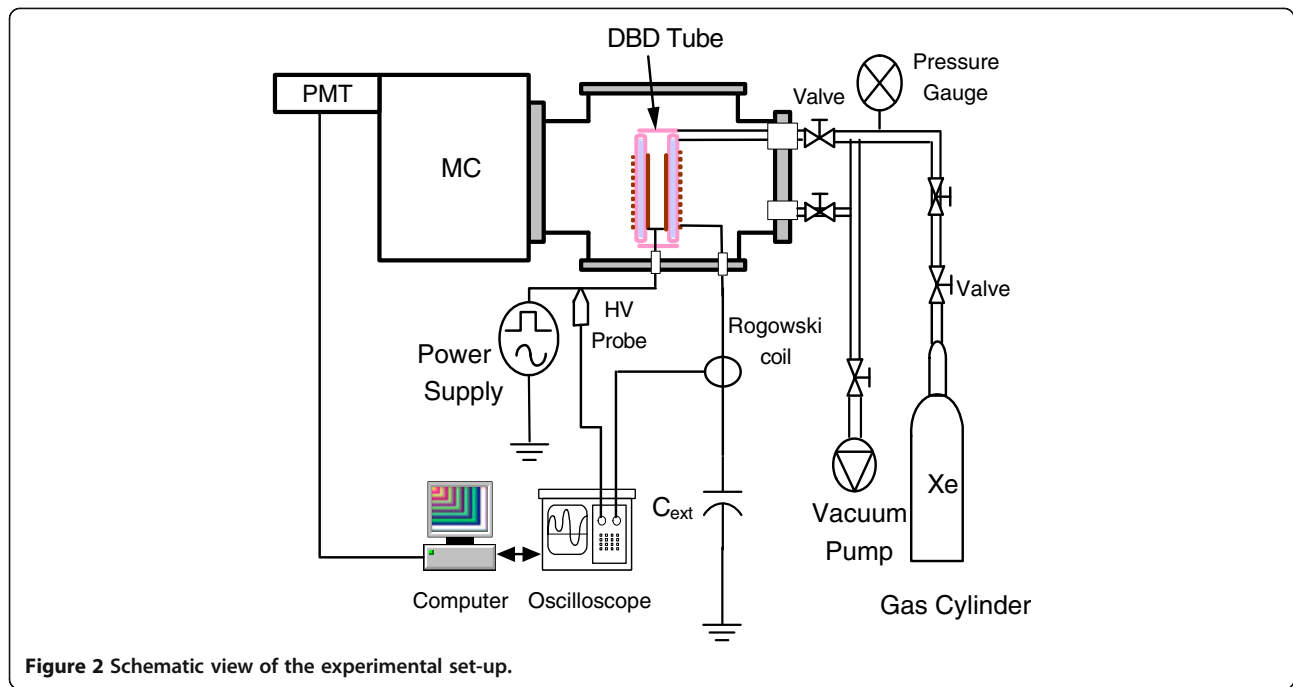 DBD Tube
Pressure
Gauge
Valve
PMT
MC
Valve
HV
Probe
Rogowski
coil
Power
Supply
Xe
C_ext
Vacuum
Pump
Computer
Oscilloscope
Gas Cylinder
Figure 2 Schematic view of the experimental set-up.